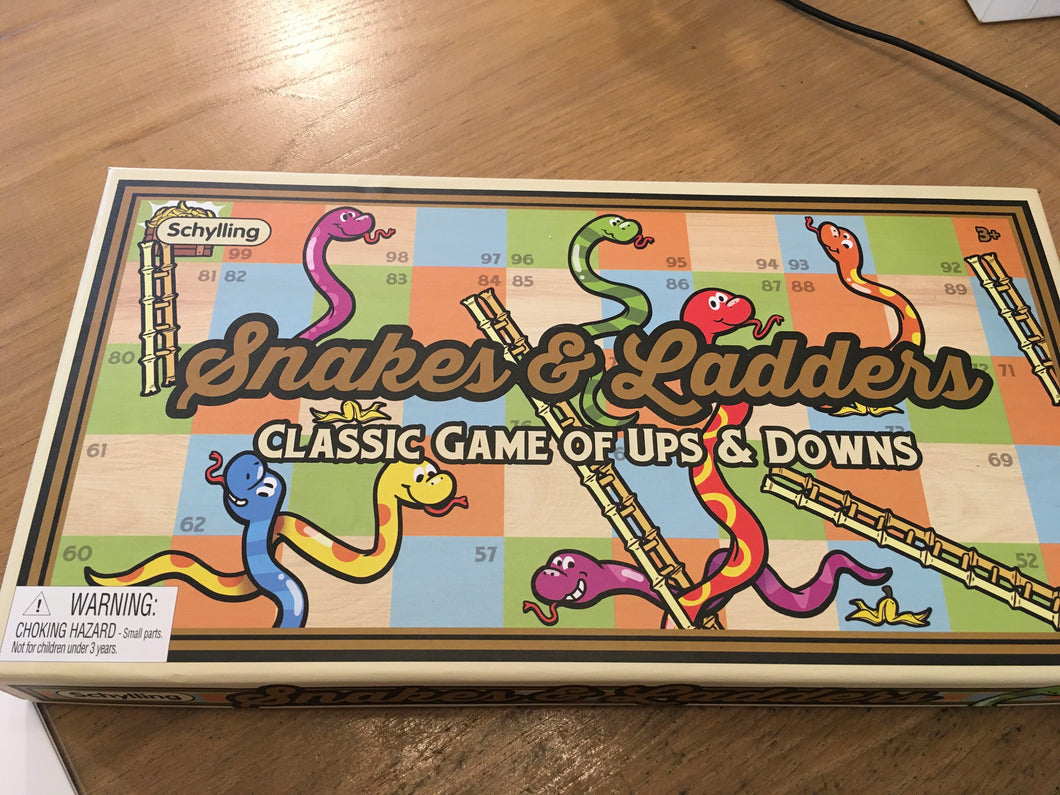 Schylling
3+
99 98 97 96 95 94 93 92
81 82 83 84 85 86 87 88 89
Snakes & Ladders
80 71
CLASSIC GAME OF UPS & DOWNS
61 69
62
60 57 52
WARNING:
CHOKING HAZARD - Small parts.
Not for children under 3 years.
Schylling
Snakes & Ladders